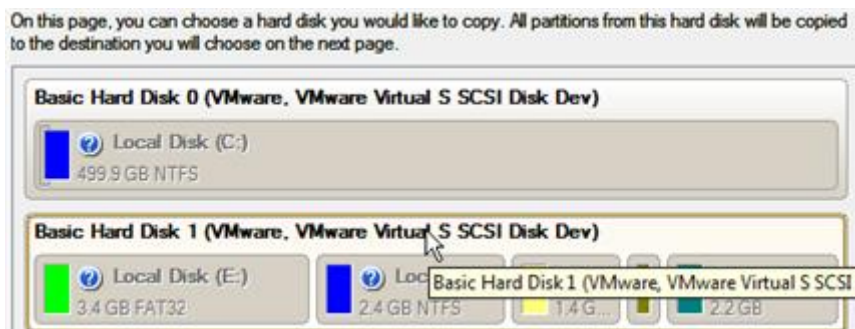 On this page, you can choose a hard disk you would like to copy. All partitions from this hard disk will be copied
to the destination you will choose on the next page.
Basic Hard Disk 0 (VMware, VMware Virtual S SCSI Disk Dev)
Local Disk (C:)
499.9 GB NTFS
Basic Hard Disk 1 (VMware, VMware Virtual S SCSI Disk Dev)
Local Disk (E:)
Loc
Basic Hard Disk 1 (VMware, VMware Virtual S SCSI
3.4 GB FAT32
2.4 GB NTFS
1.4 G...
2.2 GB